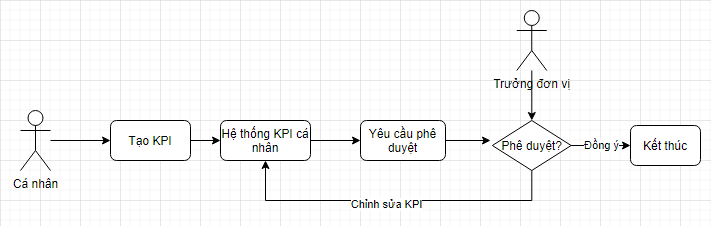 Trưởng đơn vị
Cá nhân
Tạo KPI
Hệ thống KPI cá
nhân
Yêu cầu phê
duyệt
Phê duyệt?
Đồng ý
Kết thúc
Chỉnh sửa KPI